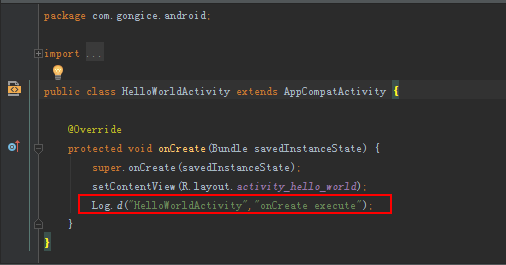 package com.gongice.android;
import ...
public class HelloWorldActivity extends AppCompatActivity {
@Override
protected void onCreate(Bundle savedInstanceState) {
super.onCreate(savedInstanceState);
setContentView(R.layout.activity_hello_world);
Log.d("HelloWorldActivity","onCreate execute");
}
}